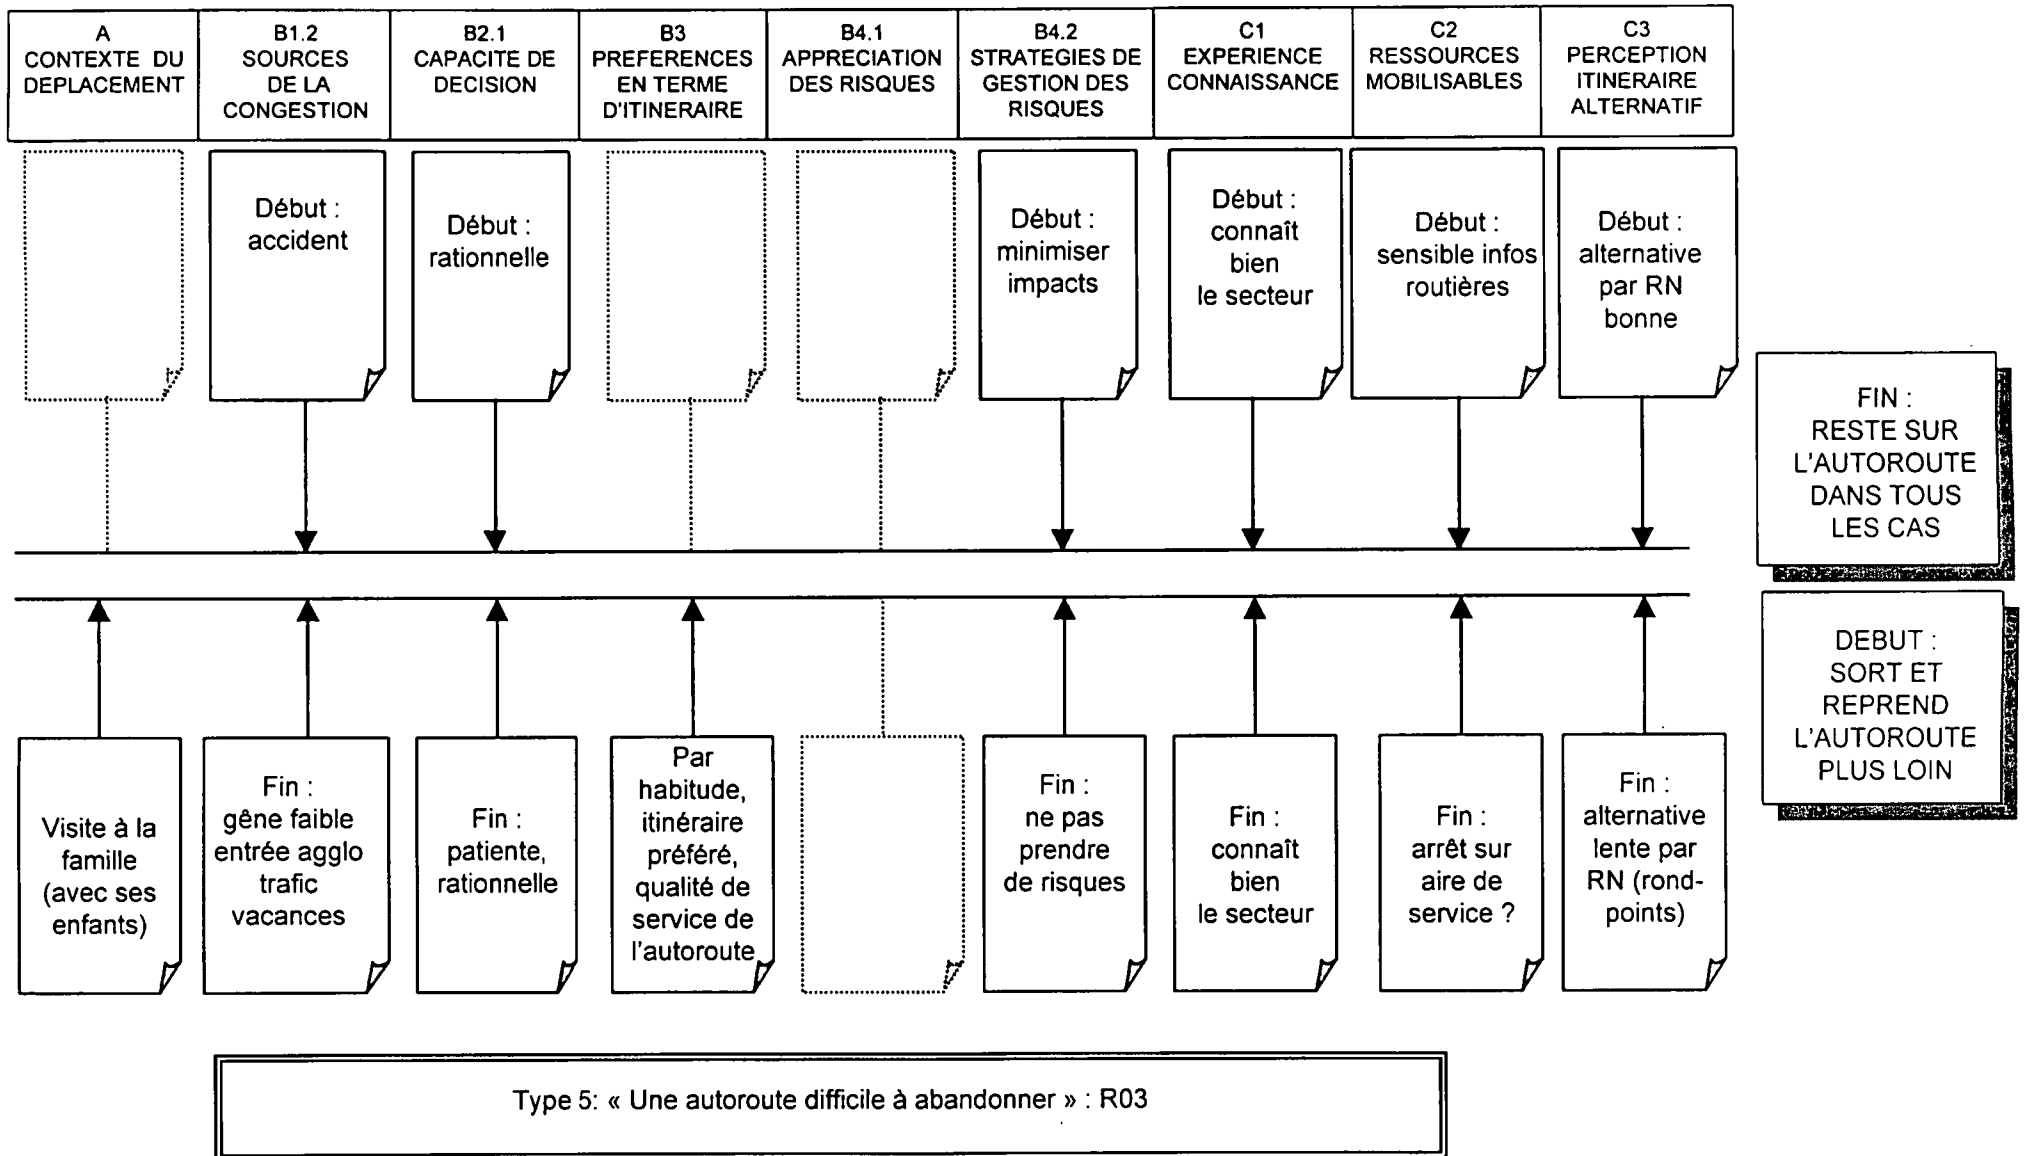 A
CONTEXTE DU
DEPLACEMENT
B1.2
SOURCES
DE LA
CONGESTION
B2.1
CAPACITE DE
DECISION
B3
PREFERENCES
EN TERME
D'ITINERAIRE
B4.1
APPRECIATION
DES RISQUES
B4.2
STRATEGIES DE
GESTION DES
RISQUES
C1
EXPERIENCE
CONNAISSANCE
C2
RESSOURCES
MOBILISABLES
C3
PERCEPTION
ITINERAIRE
ALTERNATIF
Début :
accident
Début :
rationnelle
Début :
minimiser
impacts
Début :
connaît
bien
le secteur
Début :
sensible infos
routières
Début :
alternative
par RN
bonne
FIN :
RESTE SUR
L'AUTOROUTE
DANS TOUS
LES CAS
DEBUT :
SORT ET
REPREND
L'AUTOROUTE
PLUS LOIN
Visite à la
famille
(avec ses
enfants)
Fin :
gêne faible
entrée agglo
trafic
vacances
Fin :
patiente,
rationnelle
Par
habitude,
itinéraire
préféré,
qualité de
service de
l'autoroute
Fin :
ne pas
prendre
de risques
Fin :
connaît
bien
le secteur
Fin :
arrêt sur
aire de
service ?
Fin :
alternative
lente par
RN (rond-
points)
Type 5: « Une autoroute difficile à abandonner » : R03